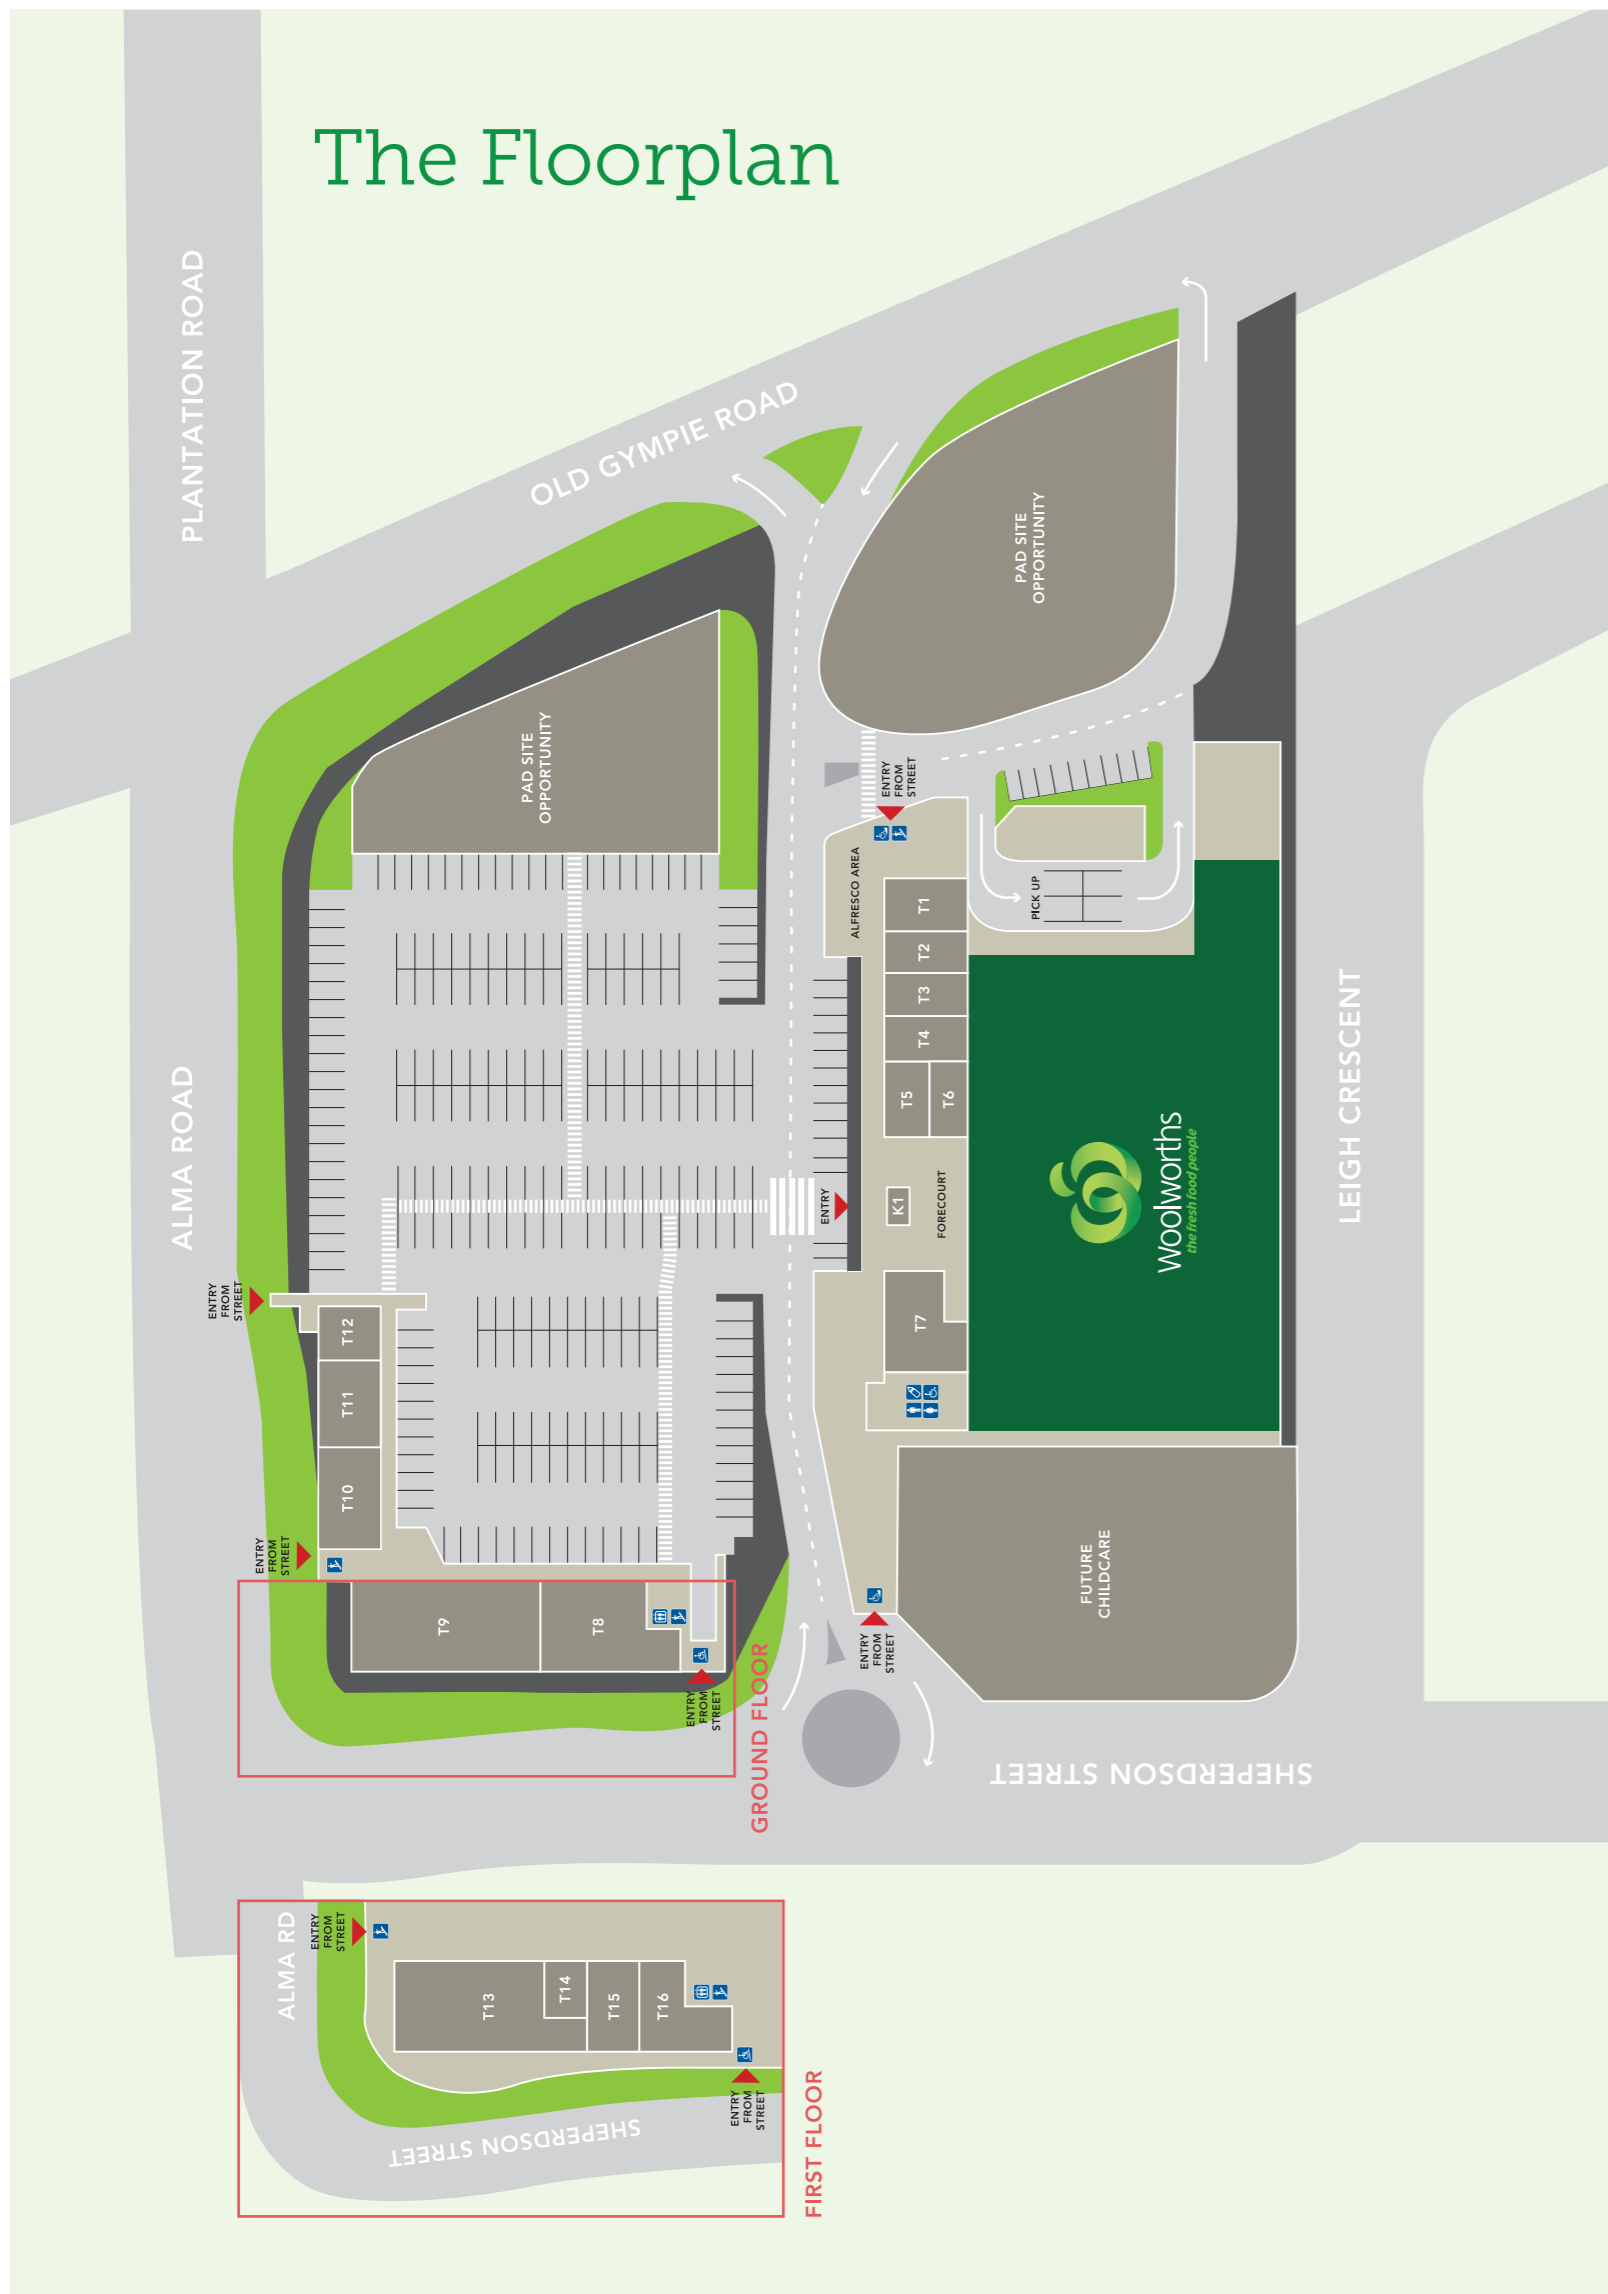 The Floorplan
PLANTATION ROAD
OLD GYMPIE ROAD
PAD SITE
OPPORTUNITY
PAD SITE
OPPORTUNITY
ENTRY
FROM
STREET
ALFRESCO AREA
PICK UP
T1
T2
T3
T4
T5
T6
ALMA ROAD
LEIGH CRESCENT
ENTRY
K1
FORECOURT
Woolworths
the fresh food people
T7
ENTRY
FROM
STREET
T12
T11
T10
ENTRY
FROM
STREET
T9
T8
ENTRY
FROM
STREET
GROUND FLOOR
FUTURE
CHILDCARE
ENTRY
FROM
STREET
SHEPERDSON STREET
ALMA RD
ENTRY
FROM
STREET
T13
T14
T15
T16
ENTRY
FROM
STREET
SHEPERDSON STREET
FIRST FLOOR